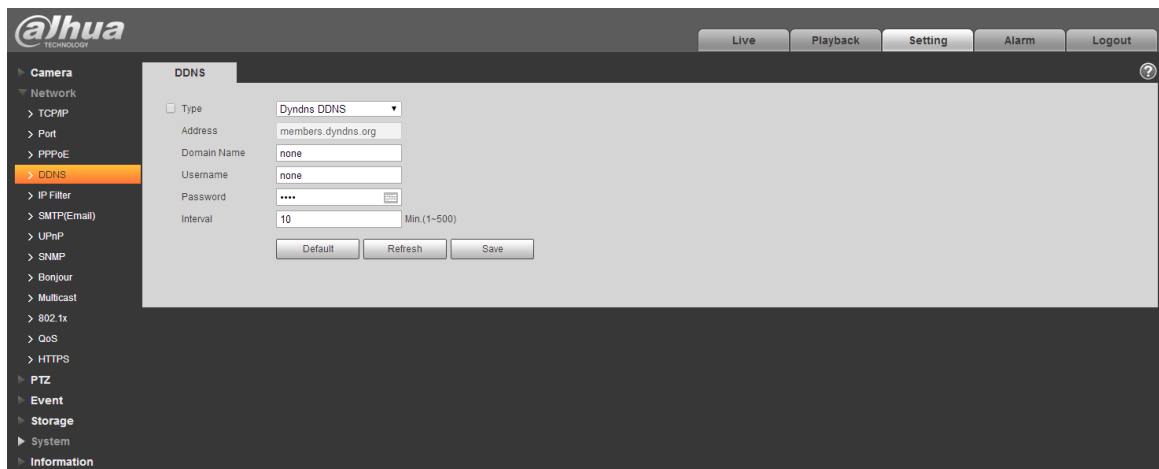 alhua
TECHNOLOGY
Live Playback Setting Alarm Logout
Camera
Network
TCP/IP
Port
PPPoE
DDNS
IP Filter
SMTP(Email)
UPnP
SNMP
Bonjour
Multicast
802.1x
QoS
HTTPS
PTZ
Event
Storage
System
Information
DDNS
?
Type Dyndns DDNS
Address members.dyndns.org
Domain Name none
Username none
Password ••••
Interval 10 Min.(1~500)
Default Refresh Save